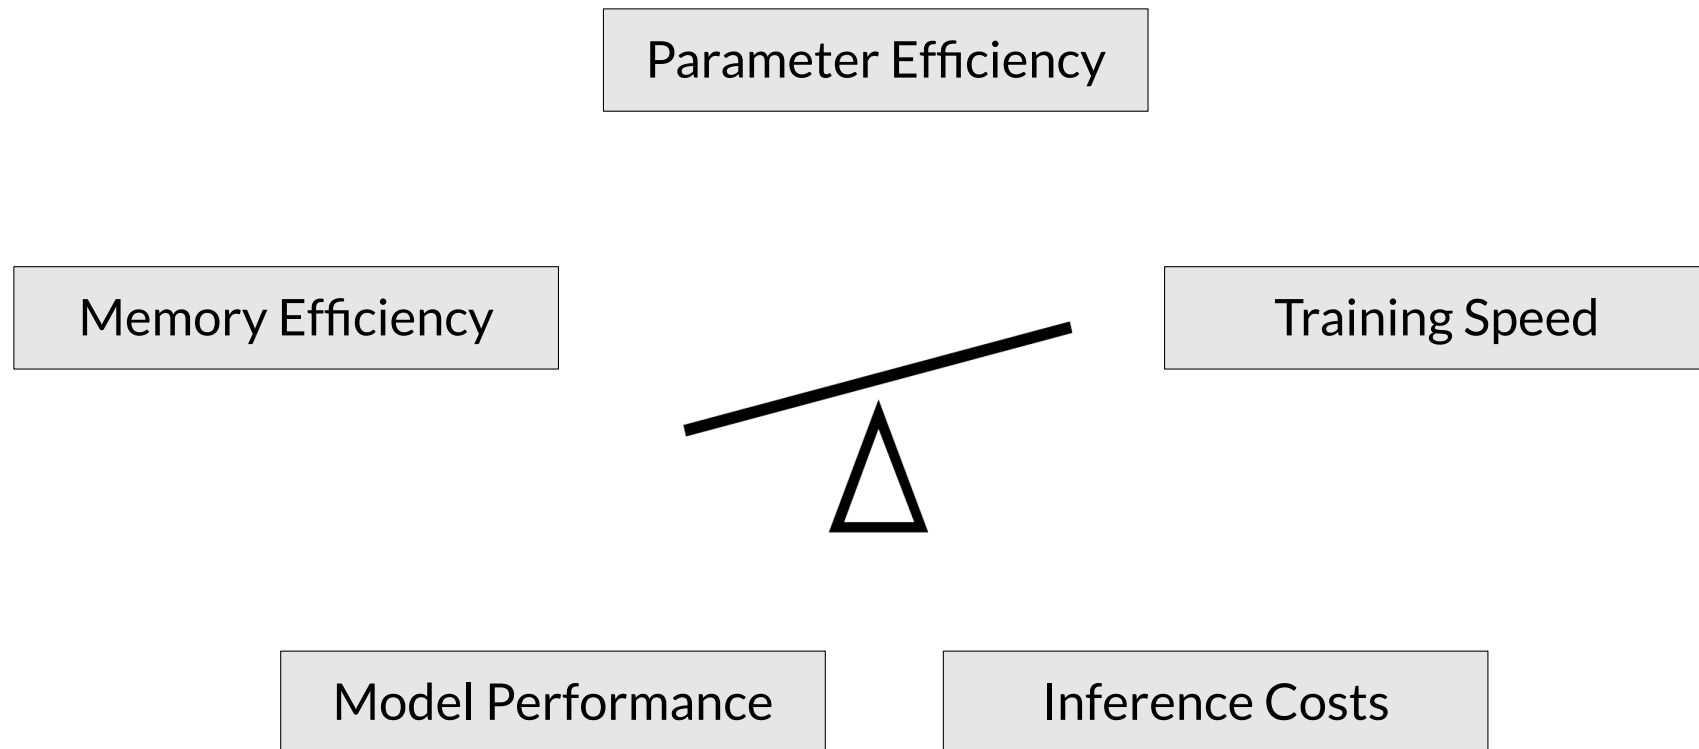 Parameter Efficiency
Memory Efficiency
Training Speed
Model Performance
Inference Costs